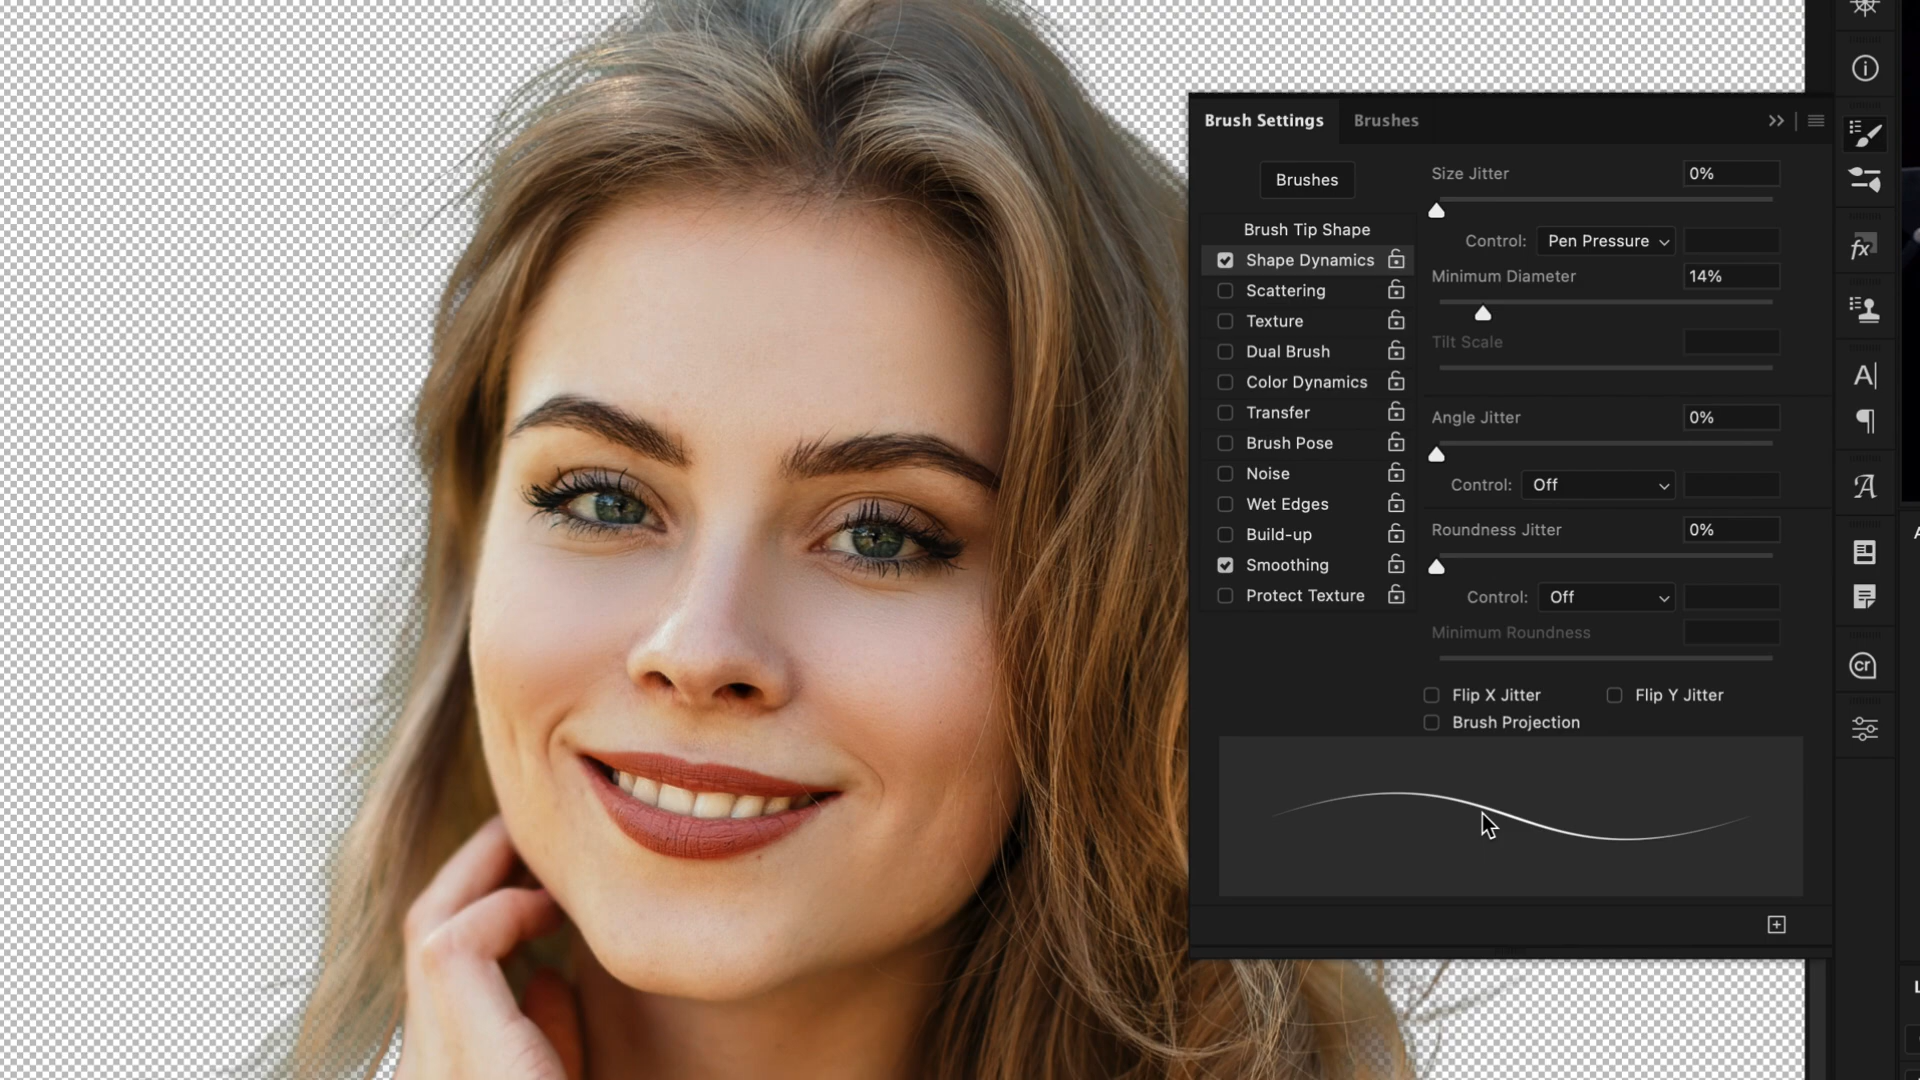 Brush Settings Brushes
Brushes
Size Jitter 0%
Brush Tip Shape
Control: Pen Pressure
Shape Dynamics
Minimum Diameter 14%
Scattering
Texture
Tilt Scale
Dual Brush
Color Dynamics
Transfer
Angle Jitter 0%
Brush Pose
Noise
Control: Off
Wet Edges
Build-up
Roundness Jitter 0%
Smoothing
Protect Texture
Control: Off
Minimum Roundness
Flip X Jitter Flip Y Jitter
Brush Projection
fx
A
A
cr